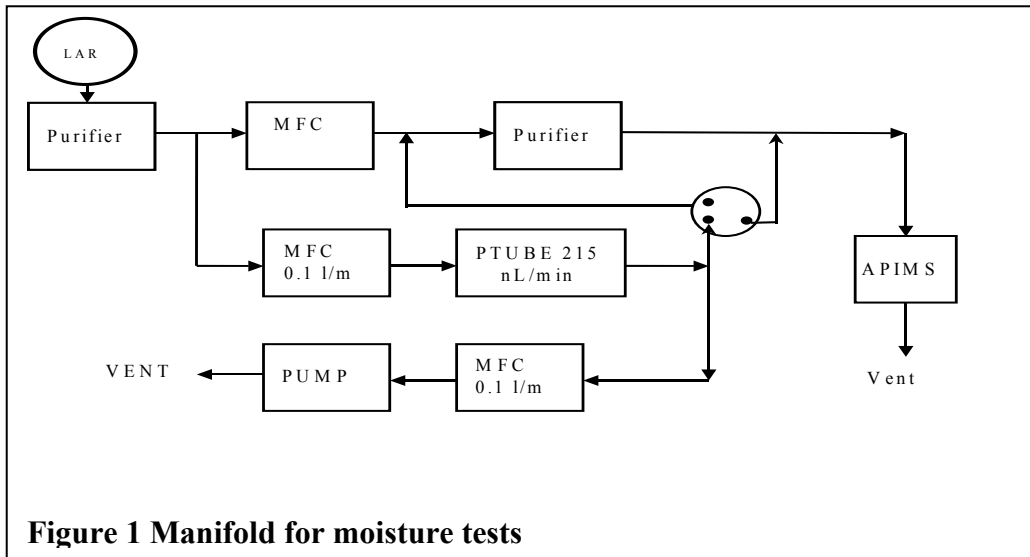 LAR
Purifier
MFC
Purifier
MFC
0.1 l/m
PTUBE 215
nL/min
APIMS
VENT
PUMP
MFC
0.1 l/m
Vent
Figure 1 Manifold for moisture tests